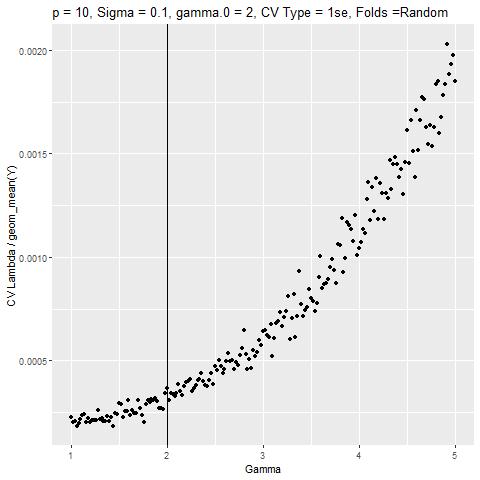 p = 10, Sigma = 0.1, gamma.0 = 2, CV Type = 1se, Folds =Random
CV Lambda / geom_mean(Y)
0.0020
0.0015
0.0010
0.0005
1 2 3 4 5
Gamma